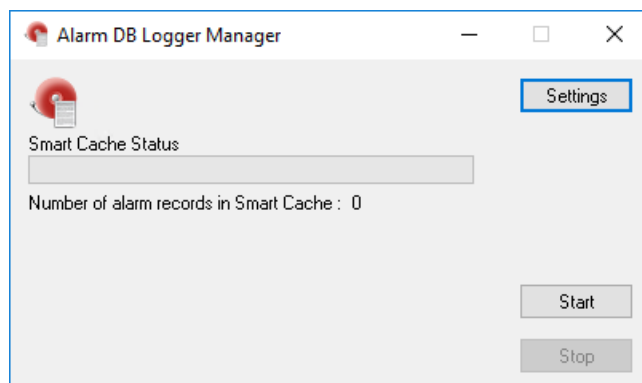 Alarm DB Logger Manager
Settings
Smart Cache Status
Number of alarm records in Smart Cache : 0
Start
Stop